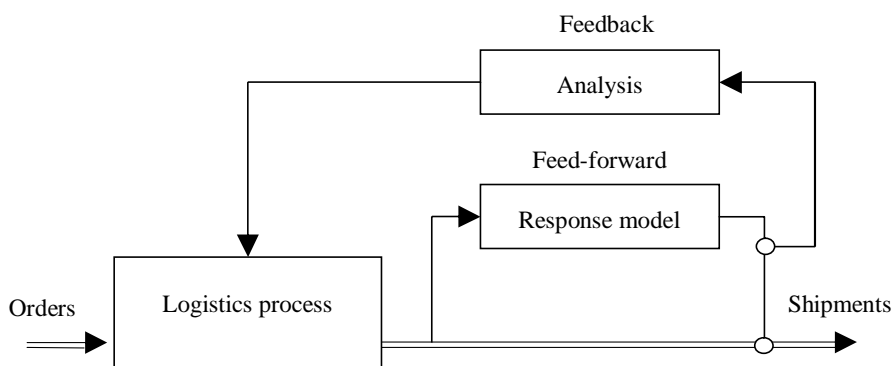 Feedback
Analysis
Feed-forward
Response model
Orders
Logistics process
Shipments